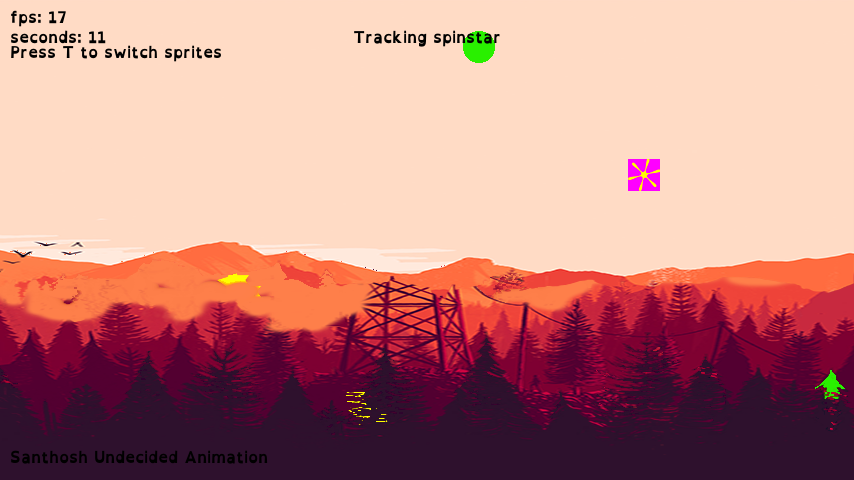 fps: 17
seconds: 11
Press T to switch sprites
Tracking spinstar
Santhosh Undecided Animation